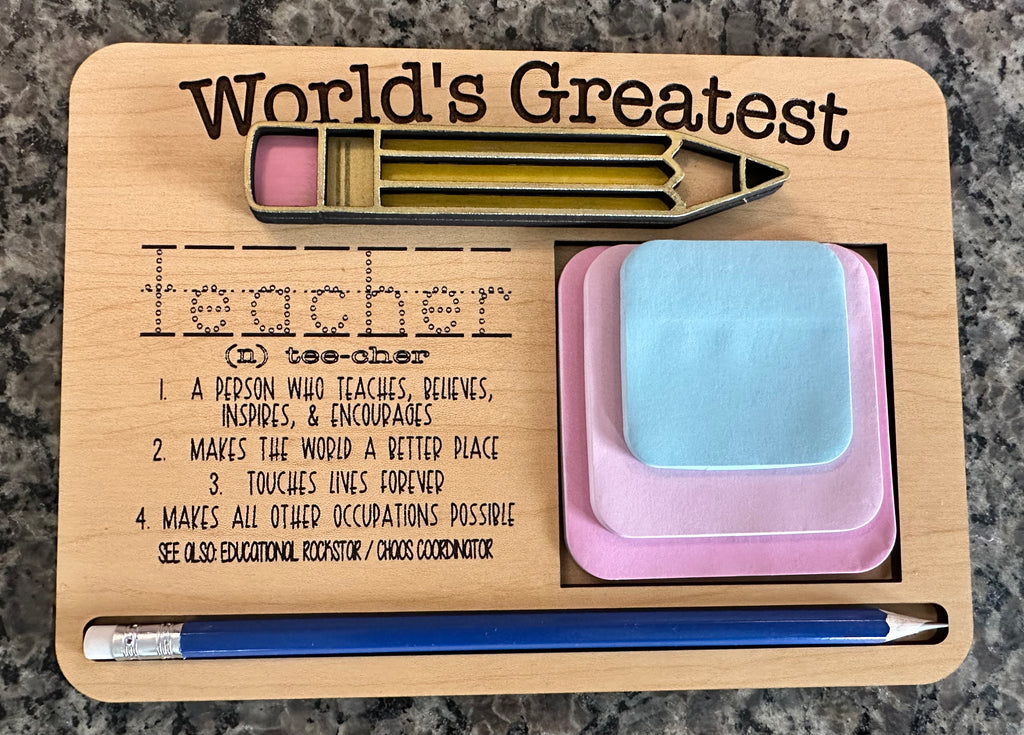 World's Greatest
teacher
(n) tee-cher
1. A PERSON WHO TEACHES, BELIEVES,
INSPIRES, & ENCOURAGES
2. MAKES THE WORLD A BETTER PLACE
3. TOUCHES LIVES FOREVER
4. MAKES ALL OTHER OCCUPATIONS POSSIBLE
SEE ALSO: EDUCATIONAL ROCKSTAR / CHAOS COORDINATOR